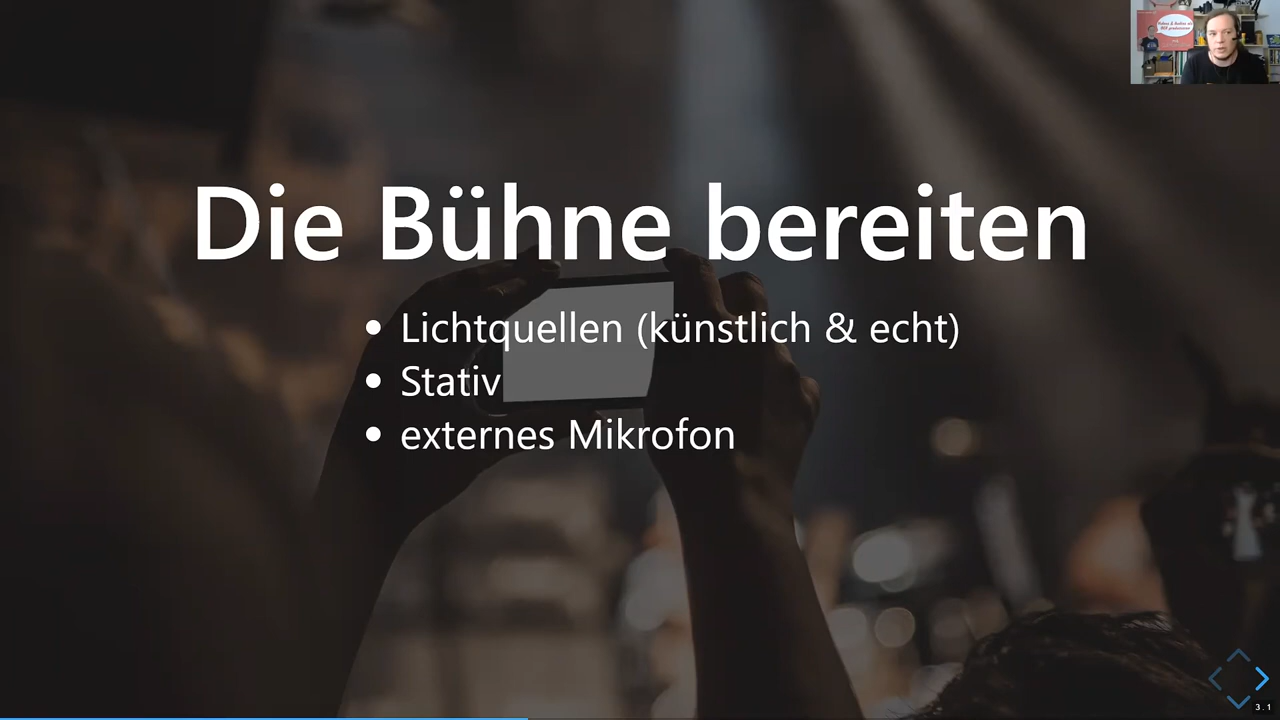 Die Bühne bereiten
Lichtquellen (künstlich & echt)
Stativ
externes Mikrofon
3.1